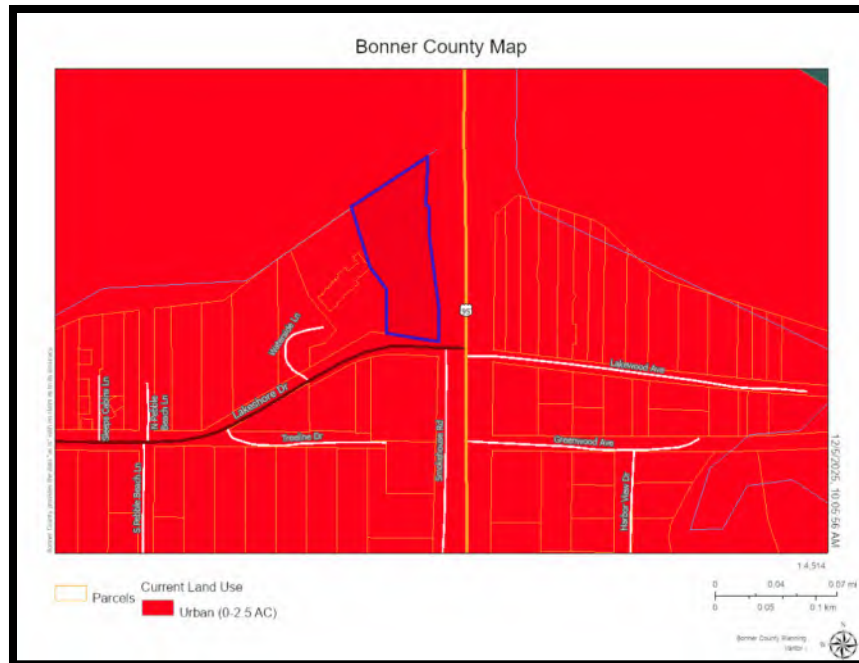 Bonner County Map
95
Waterside Ln
Lakeshore Dr
Lakewood Ave
Sleeps Cabins Ln
N Pebble
Beach Ln
Treeline Dr
Smokehouse Rd
Greenwood Ave
S Pebble Beach Ln
Harbor View Dr
12/5/2025, 10:05:56 AM
1:4,514
Parcels
Current Land Use
Urban (0-2.5 AC)
0 0.04 0.07 mi
0 0.05 0.1 km
Bonner County Planning
N